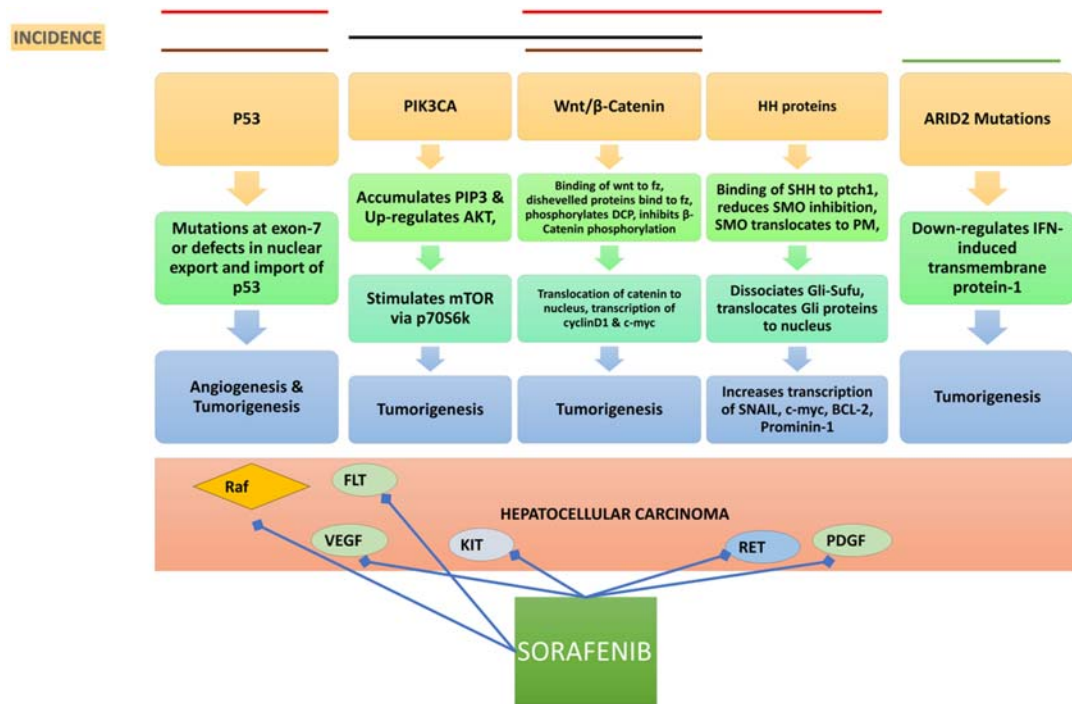 INCIDENCE
P53
Mutations at exon-7
or defects in nuclear
export and import of
p53
Angiogenesis &
Tumorigenesis
PIK3CA
Accumulates PIP3 &
Up-regulates AKT,
Stimulates mTOR
via p70S6k
Tumorigenesis
Wnt/β-Catenin
Binding of wnt to fz,
dishevelled proteins bind to fz,
phosphorylates DCP, inhibits β-
Catenin phosphorylation
Translocation of catenin to
nucleus, transcription of
cyclinD1 & c-myc
Tumorigenesis
HH proteins
Binding of SHH to ptch1,
reduces SMO inhibition,
SMO translocates to PM,
Dissociates Gli-Sufu,
translocates Gli proteins
to nucleus
Increases transcription
of SNAIL, c-myc, BCL-2,
Prominin-1
ARID2 Mutations
Down-regulates IFN-
induced
transmembrane
protein-1
Tumorigenesis
Raf
FLT
HEPATOCELLULAR CARCINOMA
VEGF
KIT
RET
PDGF
SORAFENIB